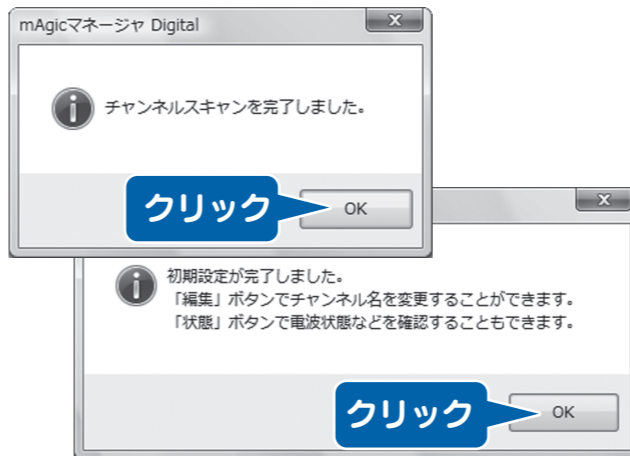 mAgicマネージャ Digital
チャンネルスキャンを完了しました。
クリック
OK
初期設定が完了しました。
「編集」ボタンでチャンネル名を変更することができます。
「状態」ボタンで電波状態などを確認することもできます。
クリック
OK